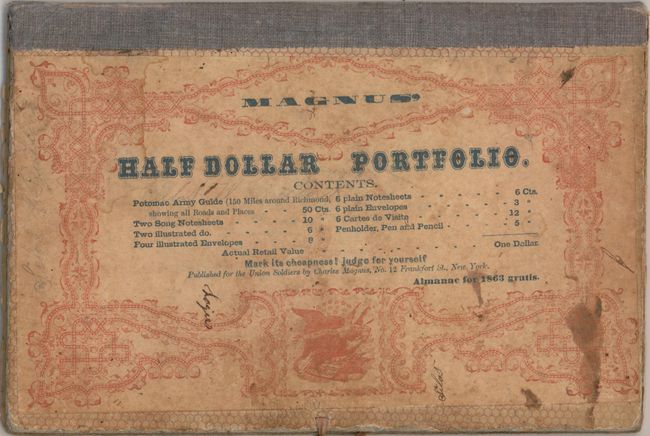 MAGNUS'
HALF DOLLAR PORTFOLIO.
CONTENTS.
Potomac Army Guide (150 Miles around Richmond,
showing all Roads and Places - - 50 Cts.
Two Song Notesheets - - - 10 "
Two illustrated do. - - - 6 "
Four illustrated Envelopes - - 8 "
6 plain Notesheets - - - - 6 Cts.
6 plain Envelopes - - - - 3 "
6 Cartes de Visite - - - - 12 "
Penholder, Pen and Pencil - - - 5 "
Actual Retail Value - - - - - - One Dollar.
Mark its cheapness! judge for yourself
Published for the Union Soldiers by Charles Magnus, No. 12 Frankfort St., New York.
Almanac for 1863 gratis.